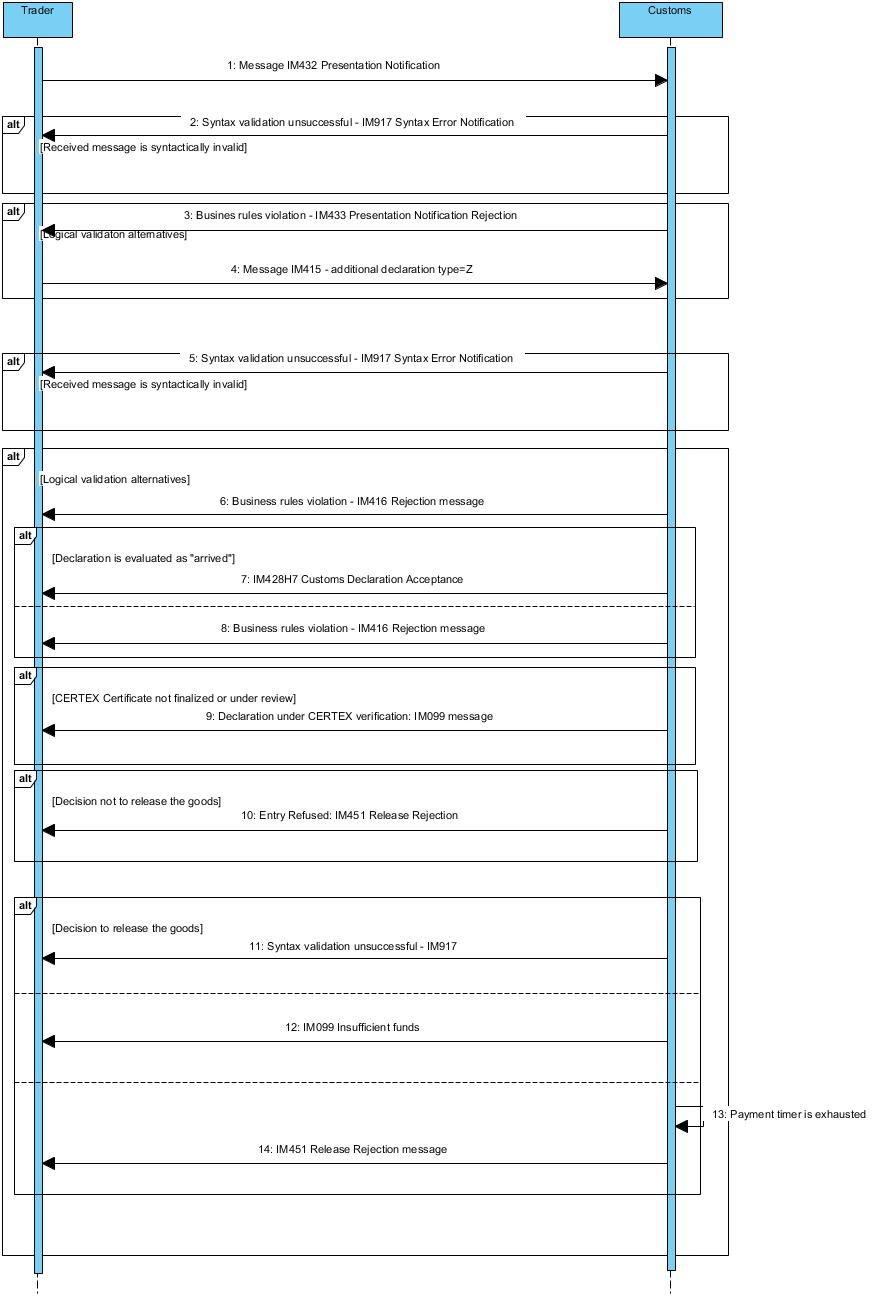 Trader
Customs
1: Message IM432 Presentation Notification
alt
2: Syntax validation unsuccessful - IM917 Syntax Error Notification
[Received message is syntactically invalid]
alt
3: Busines rules violation - IM433 Presentation Notification Rejection
[Logical validaton alternatives]
4: Message IM415 - additional declaration type=Z
alt
5: Syntax validation unsuccessful - IM917 Syntax Error Notification
[Received message is syntactically invalid]
alt
[Logical validation alternatives]
6: Business rules violation - IM416 Rejection message
alt
[Declaration is evaluated as "arrived"]
7: IM428H7 Customs Declaration Acceptance
8: Business rules violation - IM416 Rejection message
alt
[CERTEX Certificate not finalized or under review]
9: Declaration under CERTEX verification: IM099 message
alt
[Decision not to release the goods]
10: Entry Refused: IM451 Release Rejection
alt
[Decision to release the goods]
11: Syntax validation unsuccessful - IM917
12: IM099 Insufficient funds
13: Payment timer is exhausted
14: IM451 Release Rejection message